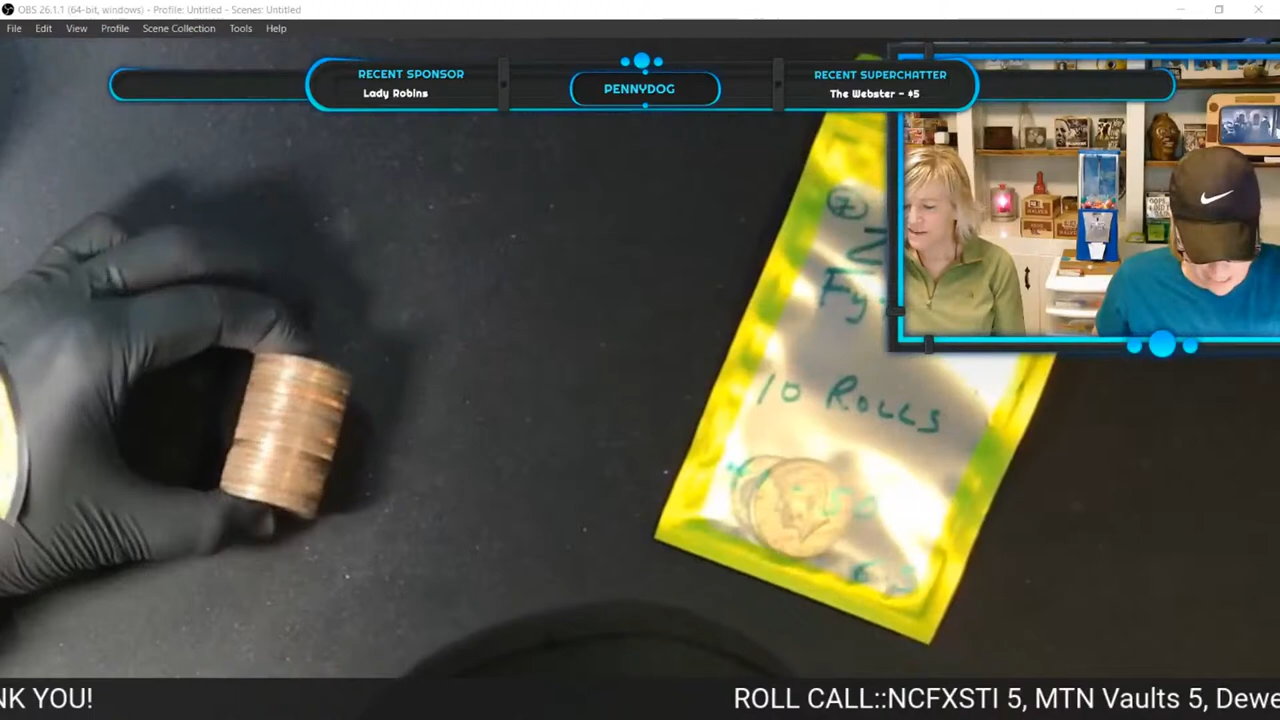 OBS 26.1.1 (64-bit, windows) - Profile: Untitled - Scenes: Untitled
File Edit View Profile Scene Collection Tools Help
RECENT SPONSOR
Lady Robins
PENNYDOG
RECENT SUPERCHATTER
The Webster - $5
10 ROLLS
NK YOU!
ROLL CALL::NCFXSTI 5, MTN Vaults 5, Dewe